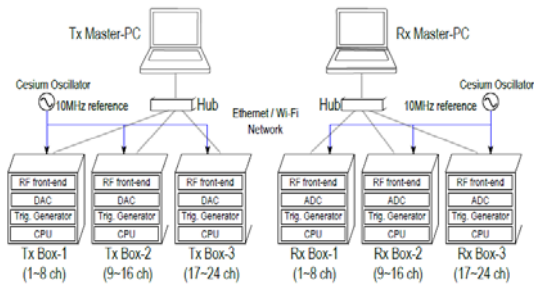 Tx Master-PC
Rx Master-PC
Cesium Oscillator
Cesium Oscillator
10MHz reference
Hub
Ethernet / Wi-Fi
Network
Hub
10MHz reference
RF front-end
DAC
Trig. Generator
CPU
RF front-end
DAC
Trig. Generator
CPU
RF front-end
DAC
Trig. Generator
CPU
RF front-end
ADC
Trig. Generator
CPU
RF front-end
ADC
Trig. Generator
CPU
RF front-end
ADC
Trig. Generator
CPU
Tx Box-1
(1~8 ch)
Tx Box-2
(9~16 ch)
Tx Box-3
(17~24 ch)
Rx Box-1
(1~8 ch)
Rx Box-2
(9~16 ch)
Rx Box-3
(17~24 ch)